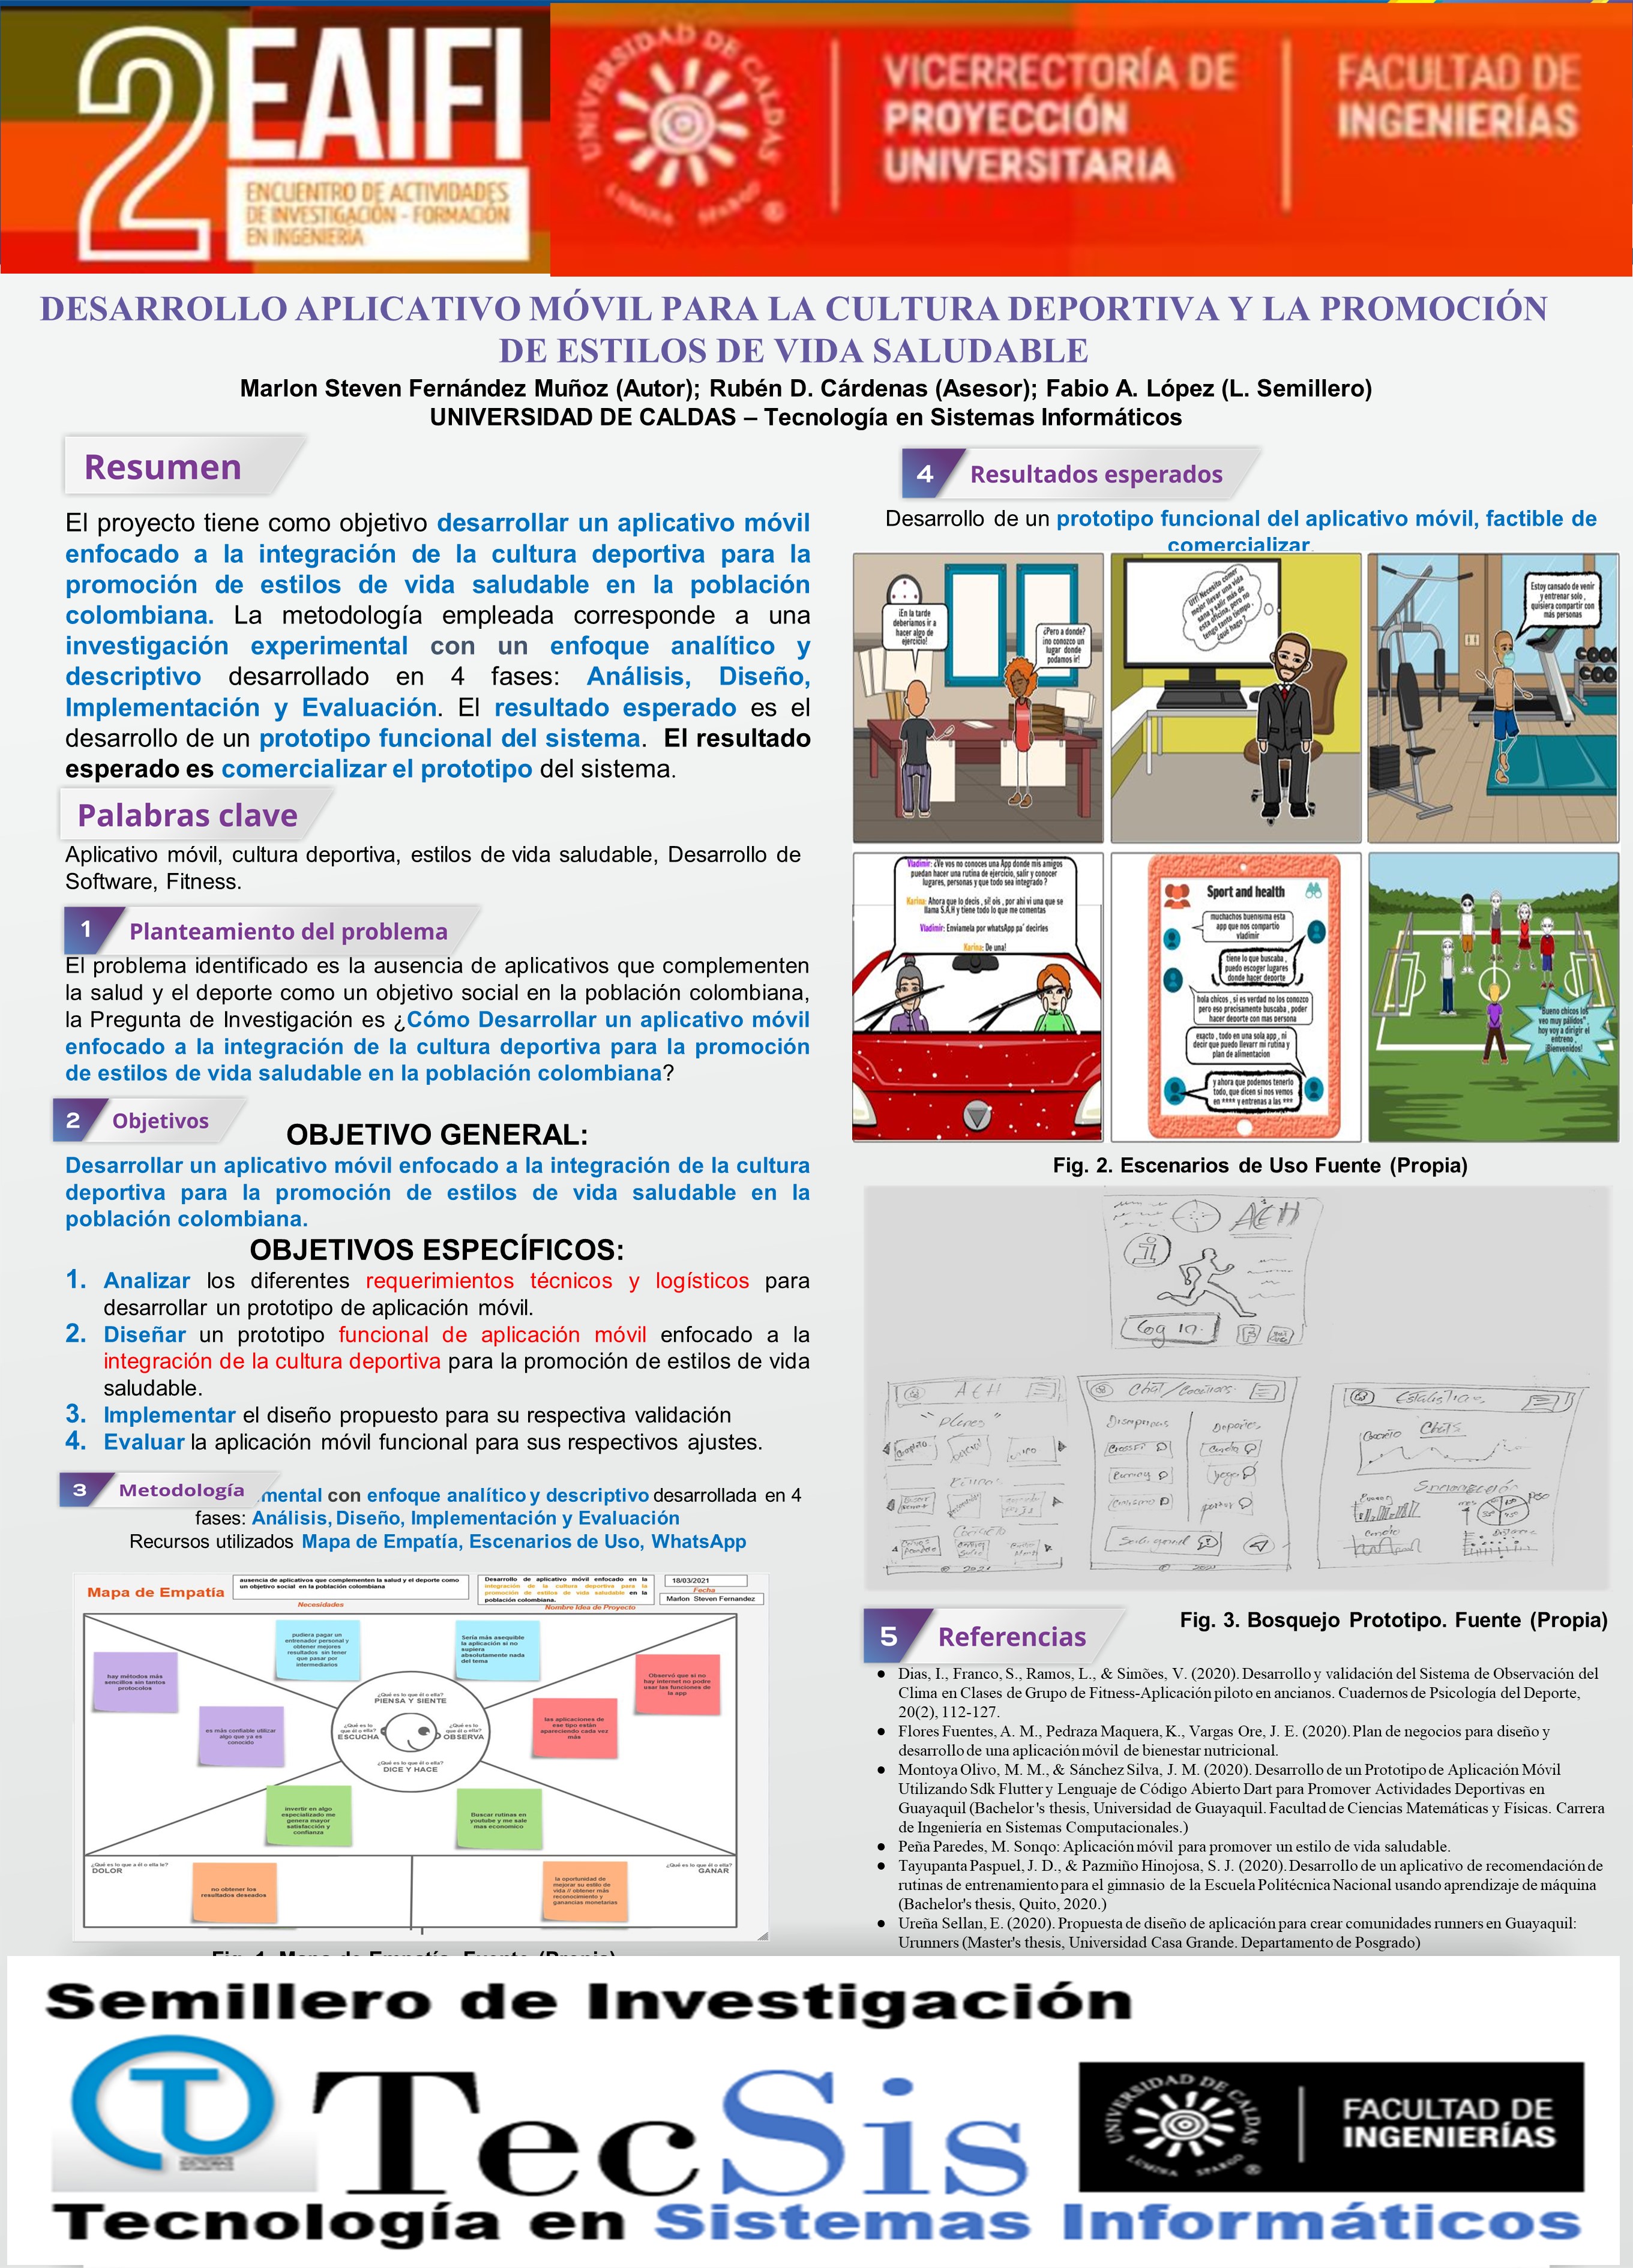 2 EAIFI
ENCUENTRO DE ACTIVIDADES
DE INVESTIGACIÓN - FORMACIÓN
EN INGENIERÍA
UNIVERSIDAD DE CALDAS
LUMINA SPARGO
VICERRECTORÍA DE
PROYECCIÓN
UNIVERSITARIA
FACULTAD DE
INGENIERÍAS
DESARROLLO APLICATIVO MÓVIL PARA LA CULTURA DEPORTIVA Y LA PROMOCIÓN
DE ESTILOS DE VIDA SALUDABLE
Marlon Steven Fernández Muñoz (Autor); Rubén D. Cárdenas (Asesor); Fabio A. López (L. Semillero)
UNIVERSIDAD DE CALDAS – Tecnología en Sistemas Informáticos
Resumen
El proyecto tiene como objetivo desarrollar un aplicativo móvil
enfocado a la integración de la cultura deportiva para la
promoción de estilos de vida saludable en la población
colombiana. La metodología empleada corresponde a una
investigación experimental con un enfoque analítico y
descriptivo desarrollado en 4 fases: Análisis, Diseño,
Implementación y Evaluación. El resultado esperado es el
desarrollo de un prototipo funcional del sistema. El resultado
esperado es comercializar el prototipo del sistema.
Palabras clave
Aplicativo móvil, cultura deportiva, estilos de vida saludable, Desarrollo de
Software, Fitness.
1 Planteamiento del problema
El problema identificado es la ausencia de aplicativos que complementen
la salud y el deporte como un objetivo social en la población colombiana,
la Pregunta de Investigación es ¿Cómo Desarrollar un aplicativo móvil
enfocado a la integración de la cultura deportiva para la promoción
de estilos de vida saludable en la población colombiana?
2 Objetivos
OBJETIVO GENERAL:
Desarrollar un aplicativo móvil enfocado a la integración de la cultura
deportiva para la promoción de estilos de vida saludable en la
población colombiana.
OBJETIVOS ESPECÍFICOS:
1. Analizar los diferentes requerimientos técnicos y logísticos para
desarrollar un prototipo de aplicación móvil.
2. Diseñar un prototipo funcional de aplicación móvil enfocado a la
integración de la cultura deportiva para la promoción de estilos de vida
saludable.
3. Implementar el diseño propuesto para su respectiva validación
4. Evaluar la aplicación móvil funcional para sus respectivos ajustes.
3 Metodología
mental con enfoque analítico y descriptivo desarrollada en 4
fases: Análisis, Diseño, Implementación y Evaluación
Recursos utilizados Mapa de Empatía, Escenarios de Uso, WhatsApp
Mapa de Empatía
ausencia de aplicativos que complementen la salud y el deporte como
un objetivo social en la población colombiana
Necesidades
Desarrollo de aplicativo móvil enfocado en la
integración de la cultura deportiva para la
promoción de estilos de vida saludable en la
población colombiana.
Nombre Idea de Proyecto
18/03/2021
Fecha
Marlon Steven Fernandez
pudiera pagar un
entrenador personal y
obtener mejores
resultados sin tener
que pasar por
intermediarios
Sería más asequible
la aplicación si no
supiera
absolutamente nada
del tema
hay métodos más
sencillos sin tantos
protocolos
Observó que si no
hay internet no podre
usar las funciones de
la app
es más confiable utilizar
algo que ya es
conocido
las aplicaciones de
ese tipo están
apareciendo cada vez
más
¿Qué es lo que él o ella?
PIENSA Y SIENTE
¿Qué es lo
que él o ella?
ESCUCHA
¿Qué es lo
que él o ella?
OBSERVA
¿Qué es lo que él o ella?
DICE Y HACE
invertir en algo
especializado me
genera mayor
satisfacción y
confianza
Buscar rutinas en
youtube y me sale
mas economico
¿Qué es lo que a él o ella le?
DOLOR
no obtener los
resultados deseados
la oportunidad de
mejorar su estilo de
vida // obtener más
reconocimiento y
ganancias monetarias
¿Qué es lo que él o ella?
GANAR
Fig. 1. Mapa de Empatía. Fuente (Propia)
4 Resultados esperados
Desarrollo de un prototipo funcional del aplicativo móvil, factible de
comercializar.
¡En la tarde
deberíamos ir a
hacer algo de
ejercicio!
¿Pero a donde?
¡no conozco un
lugar donde
podamos ir!
Uff! Necesito comer
mejor llevar una vida
sana y salir más de
esta oficina, pero no
tengo tanto tiempo,
¿qué hago?
Estoy cansado de venir
y entrenar solo,
quisiera compartir con
más personas
Vladimir: ¿Ve vos no conoces una App donde mis amigos
puedan hacer una rutina de ejercicio, salir y conocer
lugares, personas y que todo sea integrado ?
Karina: Ahora que lo decis , si! ois , por ahi vi una que se
llama S.A.H y tiene todo lo que me comentas
Vladimir: Enviamela por whatsApp pa' decirles
Karina: De una!
Sport and health
muchachos buenisima esta
app que nos compartio
vladimir
tiene lo que buscaba ,
puedo escoger lugares
donde hacer deporte
hola chicos , si es verdad no los conozco
pero eso precisamente buscaba , poder
hacer deorte con mas persona
exacto , todo en una sola app , ni
decir que puedo llevarr mi rutina y
plan de alimentacion
y ahora que podemos tenerlo
todo, que dicen si nos vemos
en **** y entrenas a las ***
"Bueno chicos los
veo muy pálidos",
hoy voy a dirigir el
entreno ,
¡Bienvenidos!
Fig. 2. Escenarios de Uso Fuente (Propia)
i
Log in.
"Planes"
© 2021
Chat/
Disciplinas
Deportes
Crossfit
Running
Estadisticas
Chats
Fig. 3. Bosquejo Prototipo. Fuente (Propia)
5 Referencias
● Dias, I., Franco, S., Ramos, L., & Simões, V. (2020). Desarrollo y validación del Sistema de Observación del
Clima en Clases de Grupo de Fitness-Aplicación piloto en ancianos. Cuadernos de Psicología del Deporte,
20(2), 112-127.
● Flores Fuentes, A. M., Pedraza Maquera, K., Vargas Ore, J. E. (2020). Plan de negocios para diseño y
desarrollo de una aplicación móvil de bienestar nutricional.
● Montoya Olivo, M. M., & Sánchez Silva, J. M. (2020). Desarrollo de un Prototipo de Aplicación Móvil
Utilizando Sdk Flutter y Lenguaje de Código Abierto Dart para Promover Actividades Deportivas en
Guayaquil (Bachelor's thesis, Universidad de Guayaquil. Facultad de Ciencias Matemáticas y Físicas. Carrera
de Ingeniería en Sistemas Computacionales.)
● Peña Paredes, M. Sonqo: Aplicación móvil para promover un estilo de vida saludable.
● Tayupanta Paspuel, J. D., & Pazmiño Hinojosa, S. J. (2020). Desarrollo de un aplicativo de recomendación de
rutinas de entrenamiento para el gimnasio de la Escuela Politécnica Nacional usando aprendizaje de máquina
(Bachelor's thesis, Quito, 2020.)
● Ureña Sellan, E. (2020). Propuesta de diseño de aplicación para crear comunidades runners en Guayaquil:
Urunners (Master's thesis, Universidad Casa Grande. Departamento de Posgrado)
Semillero de Investigación
TecSis
Tecnología en Sistemas Informáticos
UNIVERSIDAD DE CALDAS
LUMINA SPARGO
FACULTAD DE
INGENIERÍAS